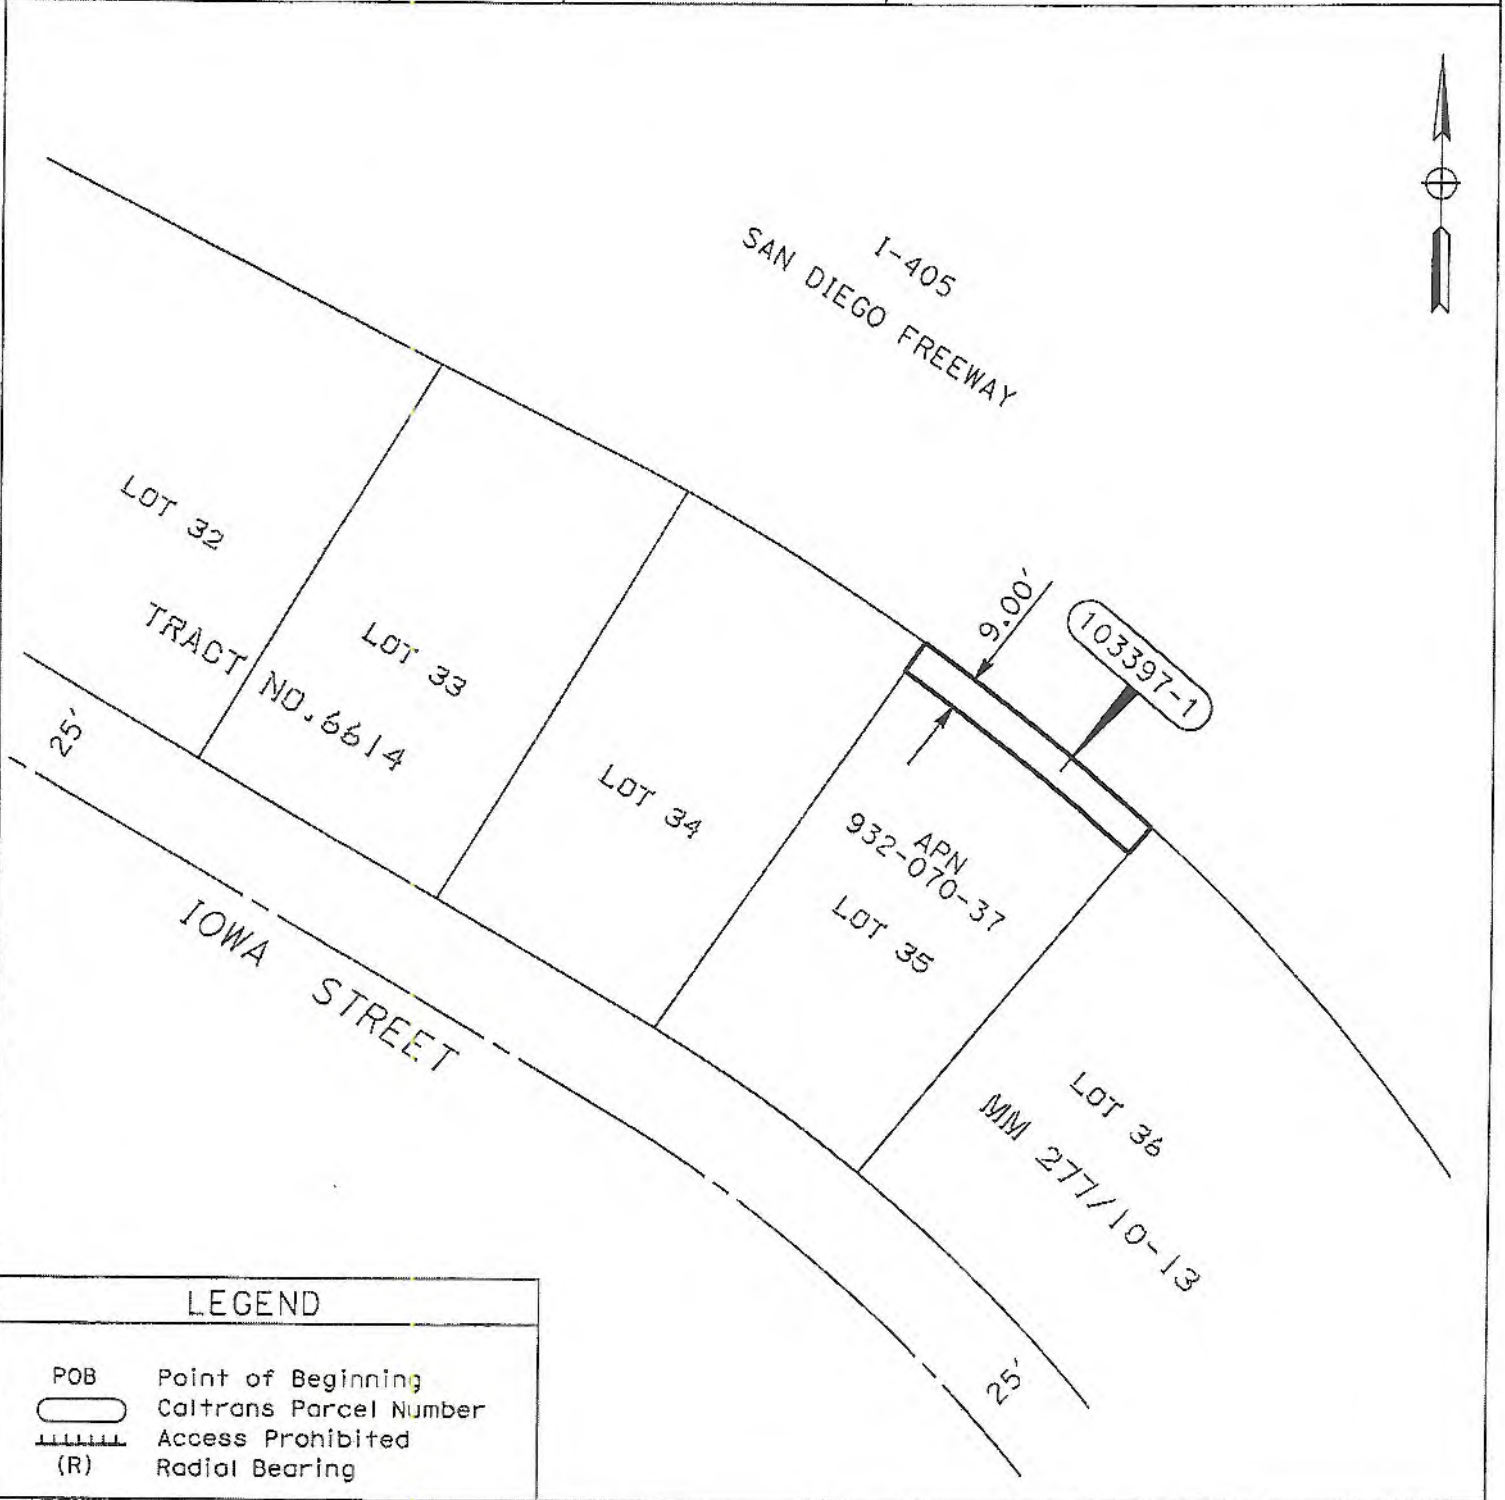 I-405
SAN DIEGO FREEWAY
LOT 32
TRACT NO. 6614
LOT 33
9.00'
103397-1
25'
LOT 34
APN
932-070-37
LOT 35
IOWA STREET
LOT 36
MM 277/10-13
25'
LEGEND
POB Point of Beginning
Caltrans Parcel Number
Access Prohibited
(R) Radial Bearing